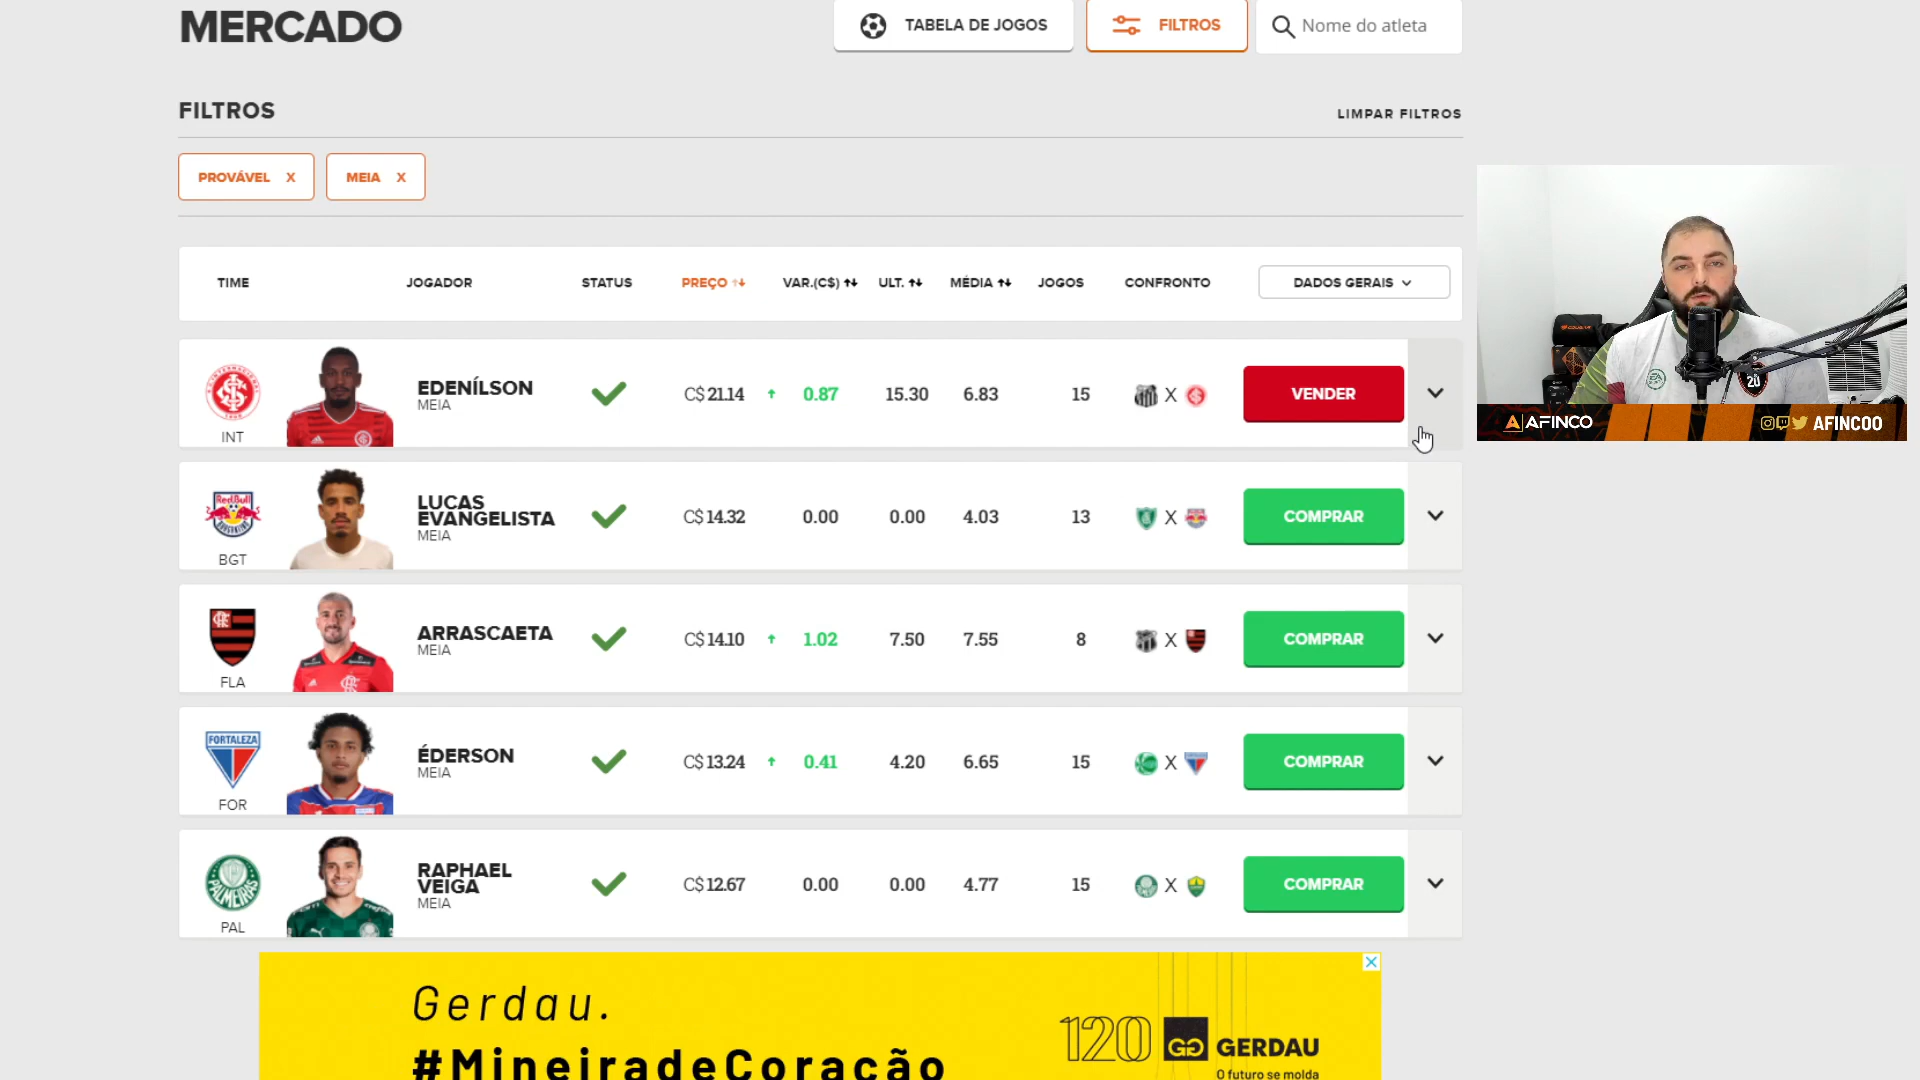 MERCADO
TABELA DE JOGOS
FILTROS
Nome do atleta
FILTROS
LIMPAR FILTROS
PROVÁVEL X
MEIA X
TIME JOGADOR STATUS PREÇO VAR.(C$) ULT. MÉDIA JOGOS CONFRONTO DADOS GERAIS
INT
EDENÍLSON
MEIA
C$ 21.14 0.87 15.30 6.83 15 X VENDER
RedBull
BGT
LUCAS
EVANGELISTA
MEIA
C$ 14.32 0.00 0.00 4.03 13 X COMPRAR
FLA
ARRASCAETA
MEIA
C$ 14.10 1.02 7.50 7.55 8 X COMPRAR
FORTALEZA
FOR
ÉDERSON
MEIA
C$ 13.24 0.41 4.20 6.65 15 X COMPRAR
PALMEIRAS
PAL
RAPHAEL
VEIGA
MEIA
C$ 12.67 0.00 0.00 4.77 15 X COMPRAR
AFINCO
AFINCOO
Gerdau.
#MineiradeCoração
120
GERDAU
O futuro se molda